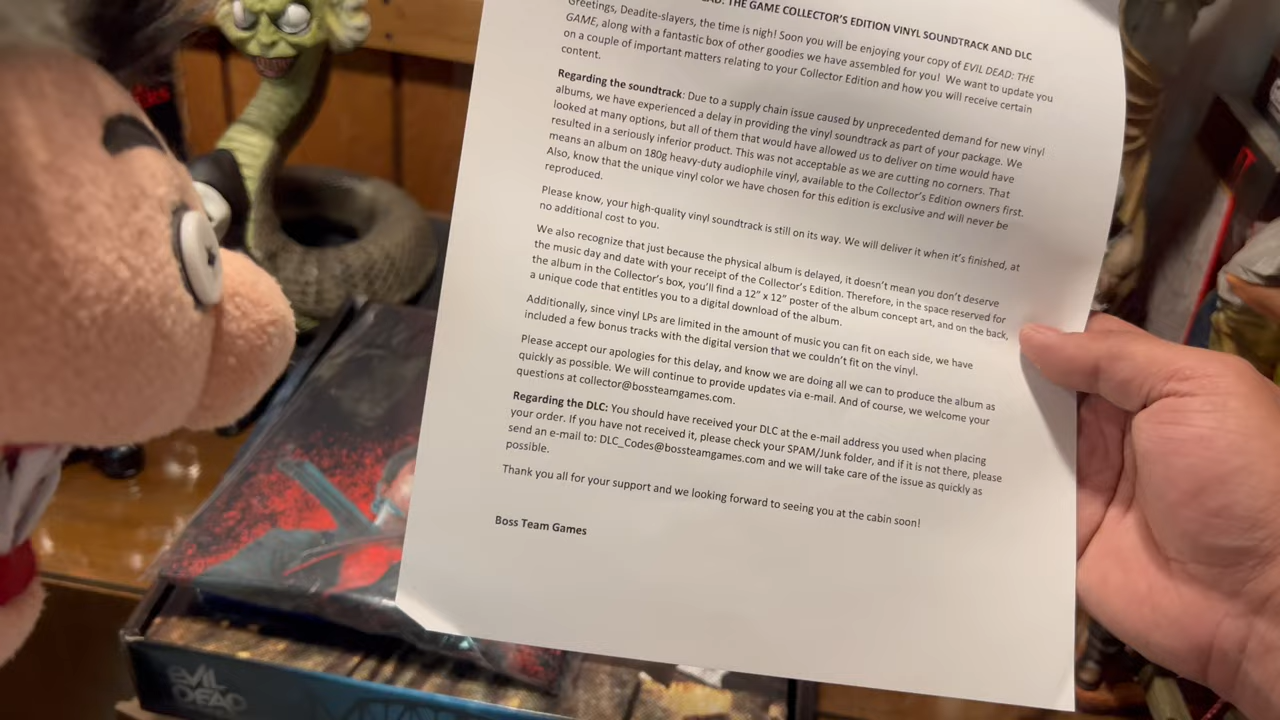 DEAD: THE GAME COLLECTOR'S EDITION VINYL SOUNDTRACK AND DLC
Greetings, Deadite-slayers, the time is nigh! Soon you will be enjoying your copy of EVIL DEAD: THE
GAME, along with a fantastic box of other goodies we have assembled for you! We want to update you
on a couple of important matters relating to your Collector Edition and how you will receive certain
content.
Regarding the soundtrack: Due to a supply chain issue caused by unprecedented demand for new vinyl
albums, we have experienced a delay in providing the vinyl soundtrack as part of your package. We
looked at many options, but all of them that would have allowed us to deliver on time would have
resulted in a seriously inferior product. This was not acceptable as we are cutting no corners. That
means an album on 180g heavy-duty audiophile vinyl, available to the Collector's Edition owners first.
Also, know that the unique vinyl color we have chosen for this edition is exclusive and will never be
reproduced.
Please know, your high-quality vinyl soundtrack is still on its way. We will deliver it when it's finished, at
no additional cost to you.
We also recognize that just because the physical album is delayed, it doesn't mean you don't deserve
the music day and date with your receipt of the Collector's Edition. Therefore, in the space reserved for
the album in the Collector's box, you'll find a 12" x 12" poster of the album concept art, and on the back,
a unique code that entitles you to a digital download of the album.
Additionally, since vinyl LPs are limited in the amount of music you can fit on each side, we have
included a few bonus tracks with the digital version that we couldn't fit on the vinyl.
Please accept our apologies for this delay, and know we are doing all we can to produce the album as
quickly as possible. We will continue to provide updates via e-mail. And of course, we welcome your
questions at collector@bossteamgames.com.
Regarding the DLC: You should have received your DLC at the e-mail address you used when placing
your order. If you have not received it, please check your SPAM/Junk folder, and if it is not there, please
send an e-mail to: DLC_Codes@bossteamgames.com and we will take care of the issue as quickly as
possible.
Thank you all for your support and we looking forward to seeing you at the cabin soon!
Boss Team Games
EVIL
DEAD